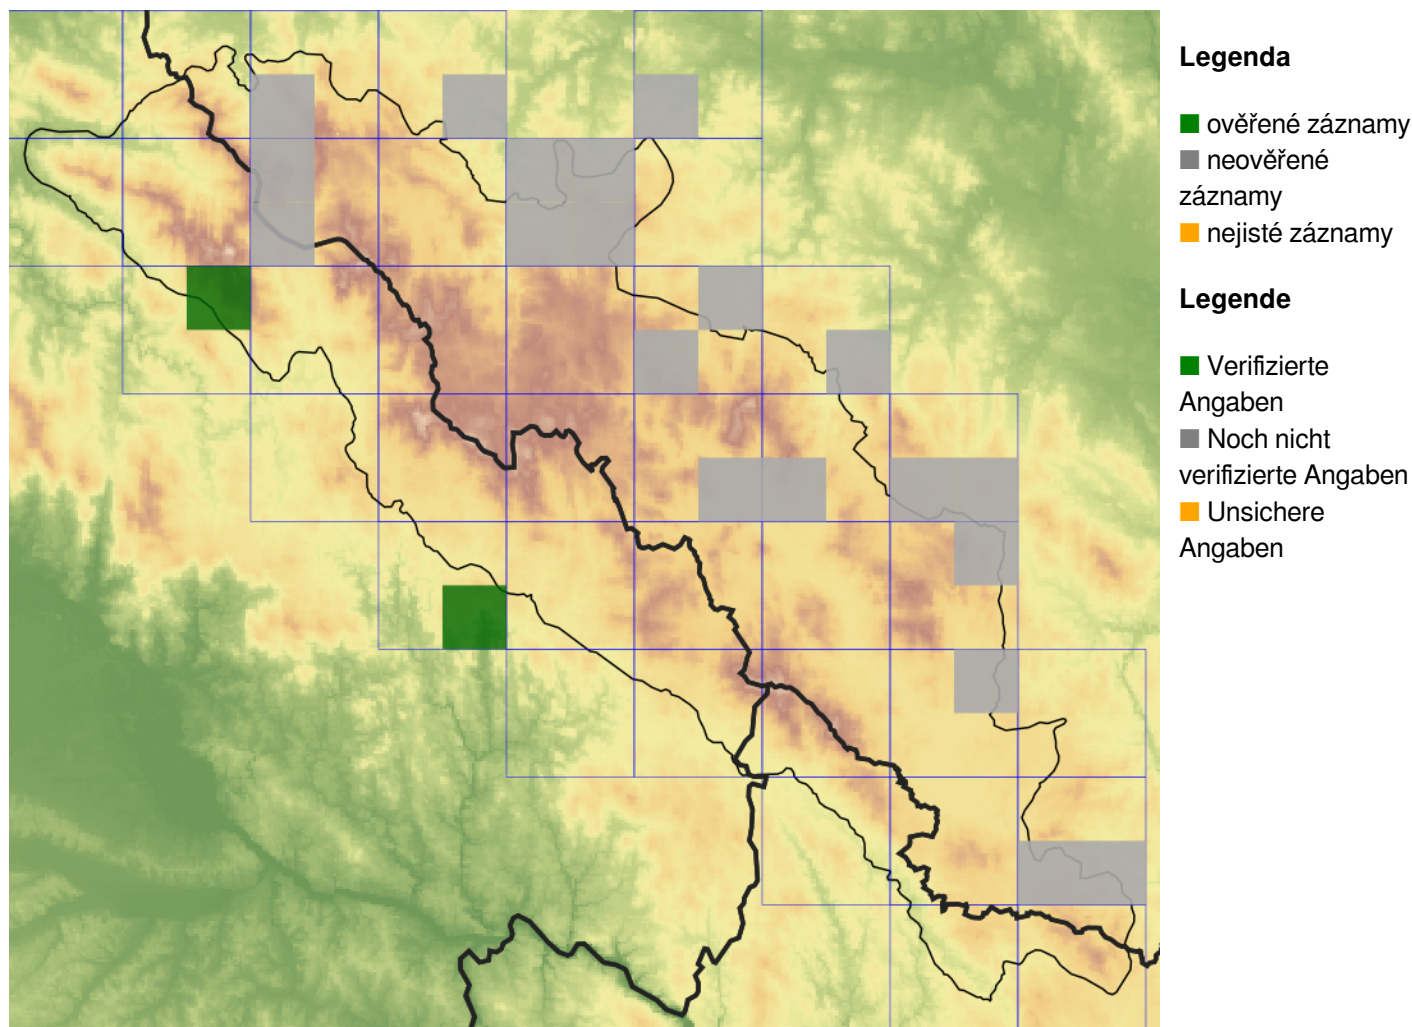 Legenda
ověřené záznamy
neověřené
záznamy
nejisté záznamy
Legende
Verifizierte
Angaben
Noch nicht
verifizierte Angaben
Unsichere
Angaben